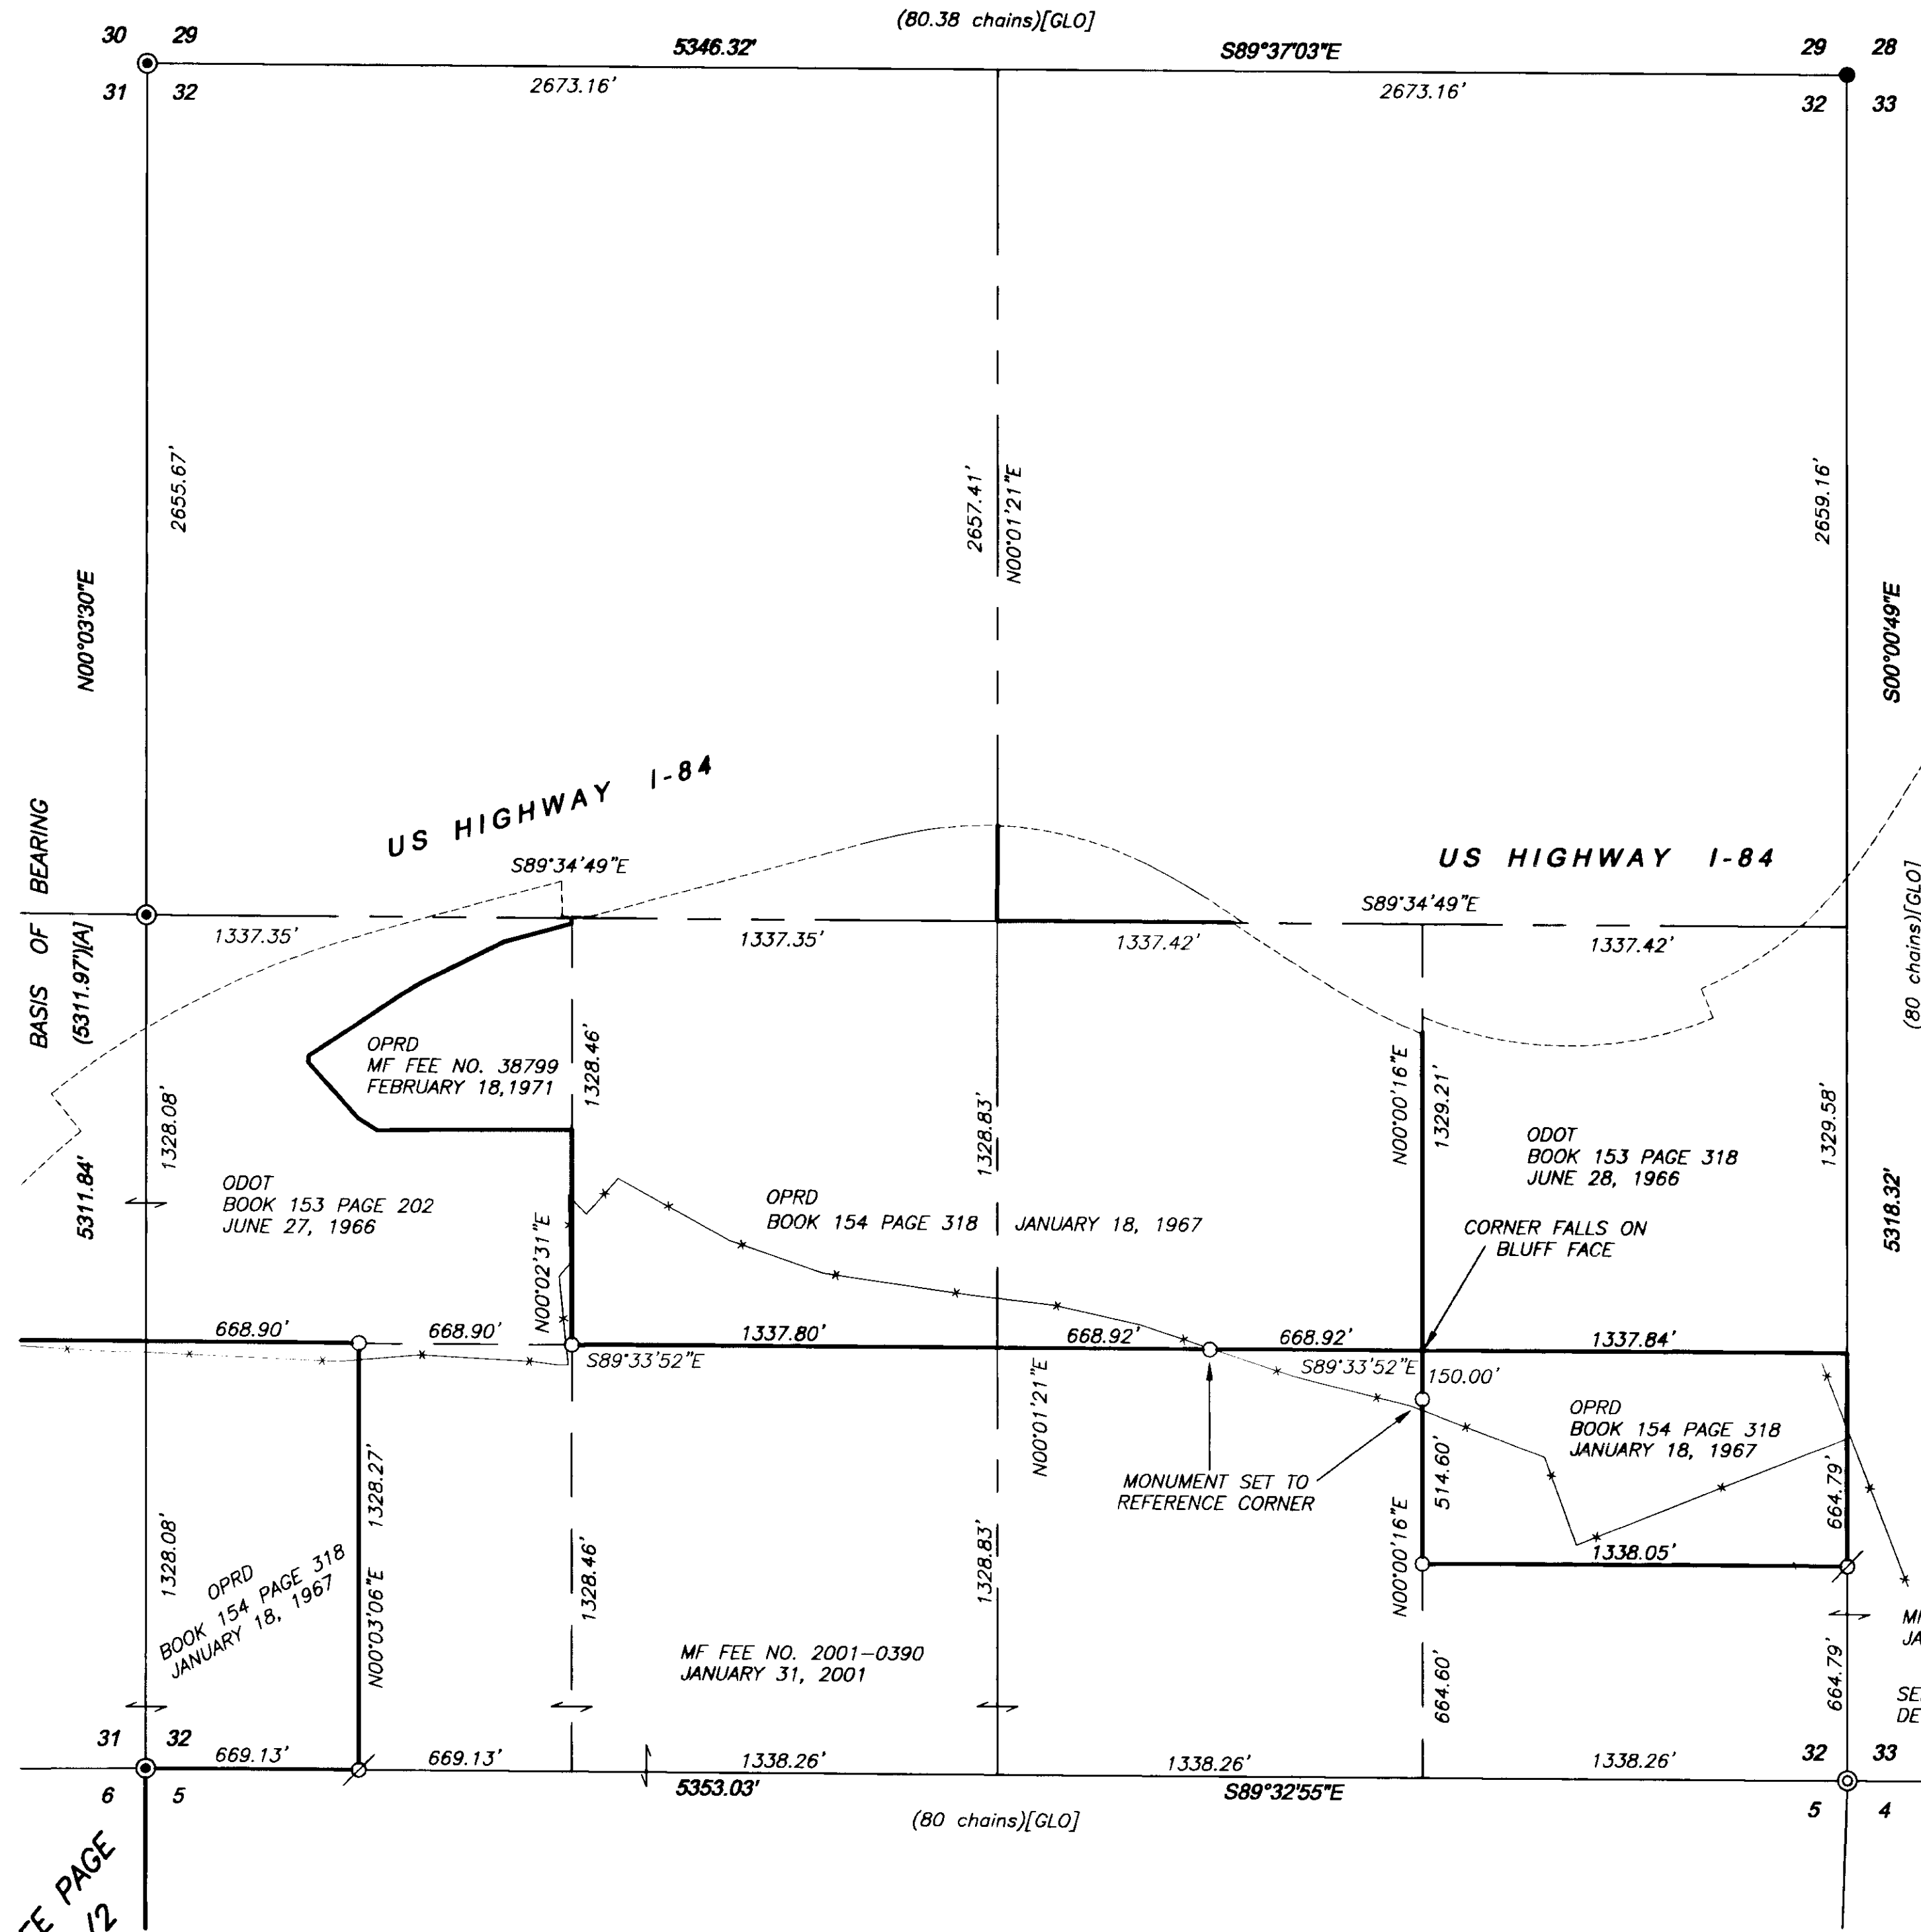 (80.38 chains)[GLO]
30 29
5346.32'
S89°37'03"E
29 28
31 32
2673.16'
2673.16'
32 33
2655.67'
2657.41'
N00°01'21"E
2659.16'
N00°03'30"E
S00°00'49"E
US HIGHWAY I-84
BASIS OF BEARING
(5311.97')[A]
S89°34'49"E
US HIGHWAY I-84
S89°34'49"E
(80 chains)[GLO]
1337.35'
1337.35'
1337.42'
1337.42'
OPRD
MF FEE NO. 38799
FEBRUARY 18,1971
1328.46'
N00°00'16"E
1329.21'
1328.08'
1328.83'
1329.58'
5311.84'
ODOT
BOOK 153 PAGE 318
JUNE 28, 1966
ODOT
BOOK 153 PAGE 202
JUNE 27, 1966
OPRD
BOOK 154 PAGE 318 JANUARY 18, 1967
5318.32'
CORNER FALLS ON
BLUFF FACE
N00°02'31"E
668.90'
668.90'
1337.80'
668.92'
668.92'
1337.84'
S89°33'52"E
S89°33'52"E
150.00'
N00°01'21"E
OPRD
BOOK 154 PAGE 318
JANUARY 18, 1967
MONUMENT SET TO
REFERENCE CORNER
514.60'
664.79'
1328.27'
1328.08'
1328.46'
1328.83'
N00°00'16"E
1338.05'
OPRD
BOOK 154 PAGE 318
JANUARY 18, 1967
N00°03'06"E
MF FEE NO. 2001-0390
JANUARY 31, 2001
664.60'
664.79'
31 32
669.13'
669.13'
1338.26'
1338.26'
1338.26'
32 33
6 5
5353.03'
S89°32'55"E
5 4
(80 chains)[GLO]
PAGE
12